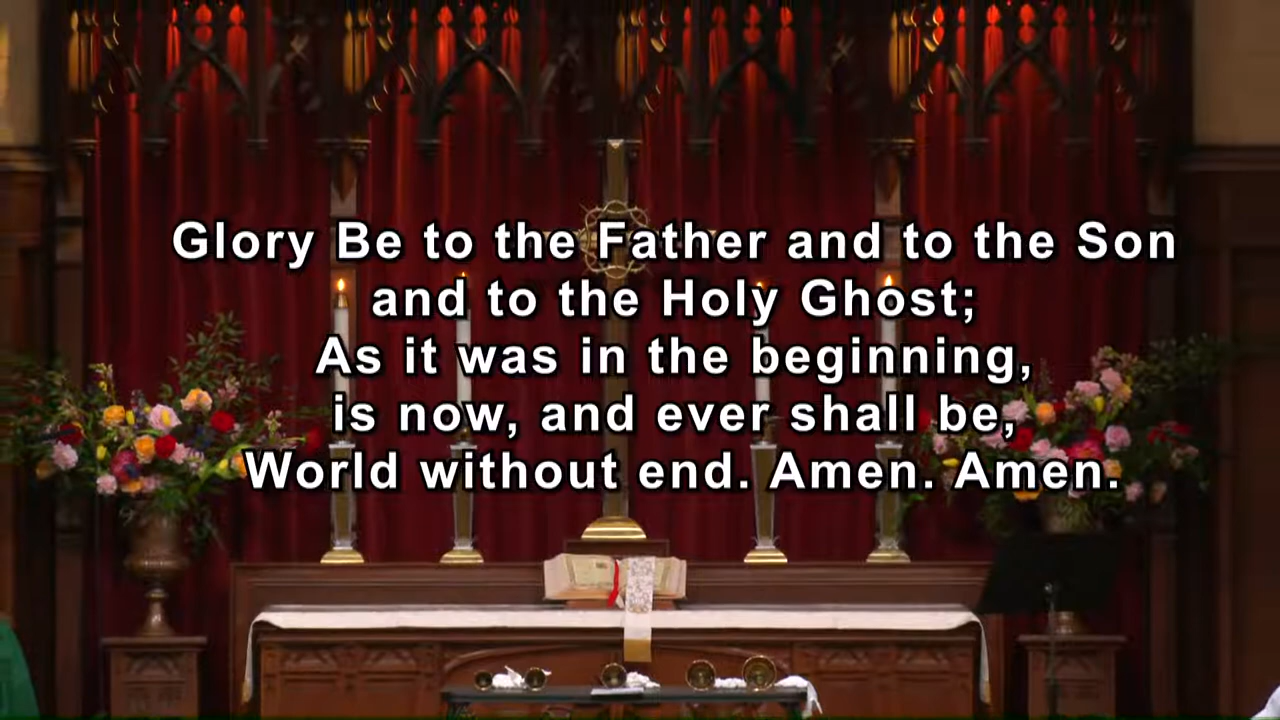 Glory Be to the Father and to the Son
and to the Holy Ghost;
As it was in the beginning,
is now, and ever shall be,
World without end. Amen. Amen.